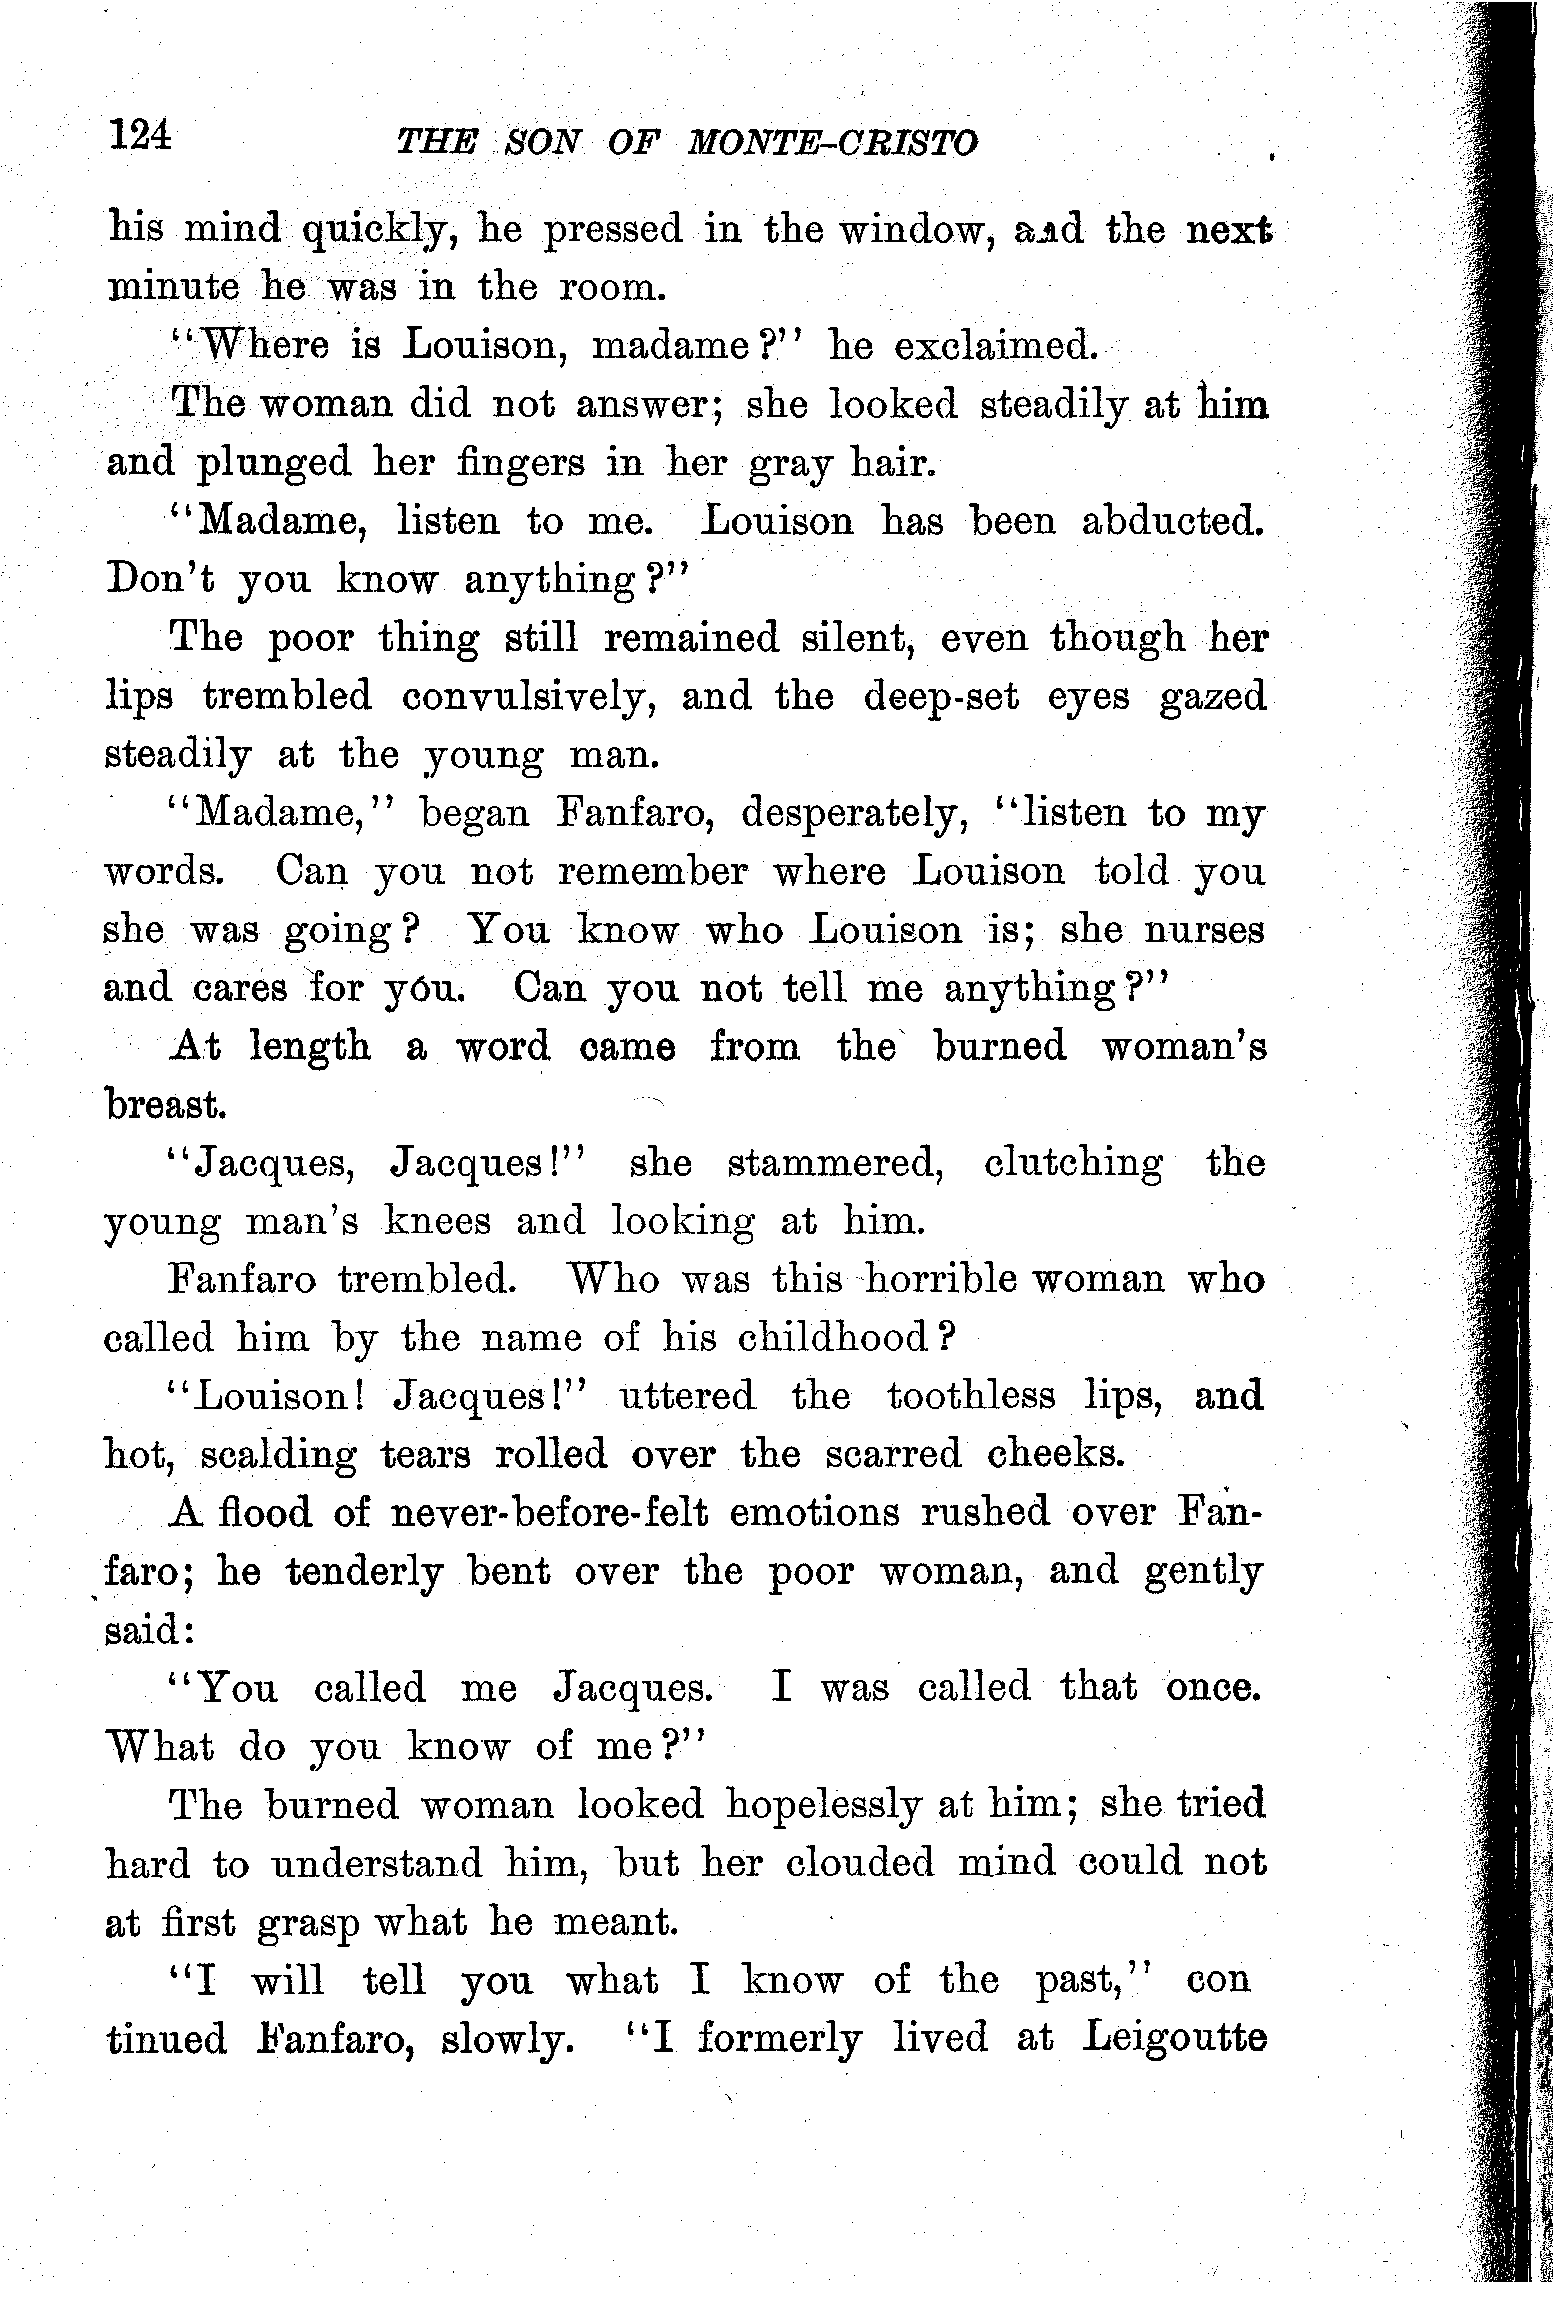 124 THE SON OF MONTE-CRISTO
his mind quickly, he pressed in the window, and the next
minute he was in the room.
"Where is Louison, madame?" he exclaimed.
The woman did not answer; she looked steadily at him
and plunged her fingers in her gray hair.
"Madame, listen to me. Louison has been abducted.
Don't you know anything?"
The poor thing still remained silent, even though her
lips trembled convulsively, and the deep-set eyes gazed
steadily at the young man.
"Madame," began Fanfaro, desperately, "listen to my
words. Can you not remember where Louison told you
she was going? You know who Louison is; she nurses
and cares for you. Can you not tell me anything?"
At length a word came from the burned woman's
breast.
"Jacques, Jacques!" she stammered, clutching the
young man's knees and looking at him.
Fanfaro trembled. Who was this horrible woman who
called him by the name of his childhood?
"Louison! Jacques!" uttered the toothless lips, and
hot, scalding tears rolled over the scarred cheeks.
A flood of never-before-felt emotions rushed over Fan-
faro; he tenderly bent over the poor woman, and gently
said:
"You called me Jacques. I was called that once.
What do you know of me?"
The burned woman looked hopelessly at him; she tried
hard to understand him, but her clouded mind could not
at first grasp what he meant.
"I will tell you what I know of the past," con
tinued Fanfaro, slowly. "I formerly lived at Leigoutte